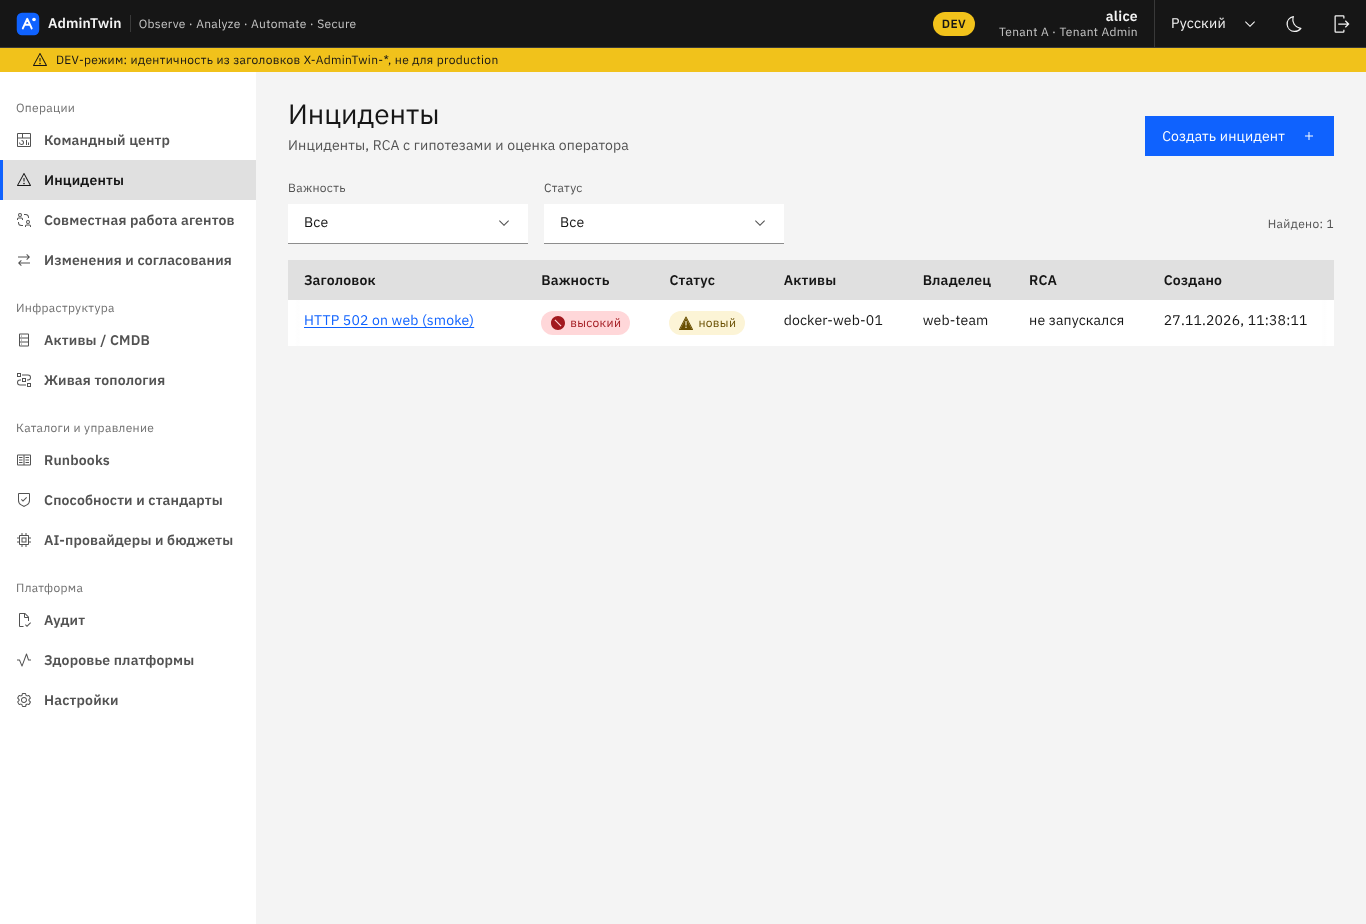 AdminTwin
Observe · Analyze · Automate · Secure
DEV
alice
Tenant A · Tenant Admin
Русский
DEV-режим: идентичность из заголовков X-AdminTwin-*, не для production
Операции
Командный центр
Инциденты
Совместная работа агентов
Изменения и согласования
Инфраструктура
Активы / CMDB
Живая топология
Каталоги и управление
Runbooks
Способности и стандарты
AI-провайдеры и бюджеты
Платформа
Аудит
Здоровье платформы
Настройки
Инциденты
Инциденты, RCA с гипотезами и оценка оператора
Создать инцидент +
Важность Статус
Все Все
Найдено: 1
Заголовок Важность Статус Активы Владелец RCA Создано
HTTP 502 on web (smoke) высокий новый docker-web-01 web-team не запускался 27.11.2026, 11:38:11